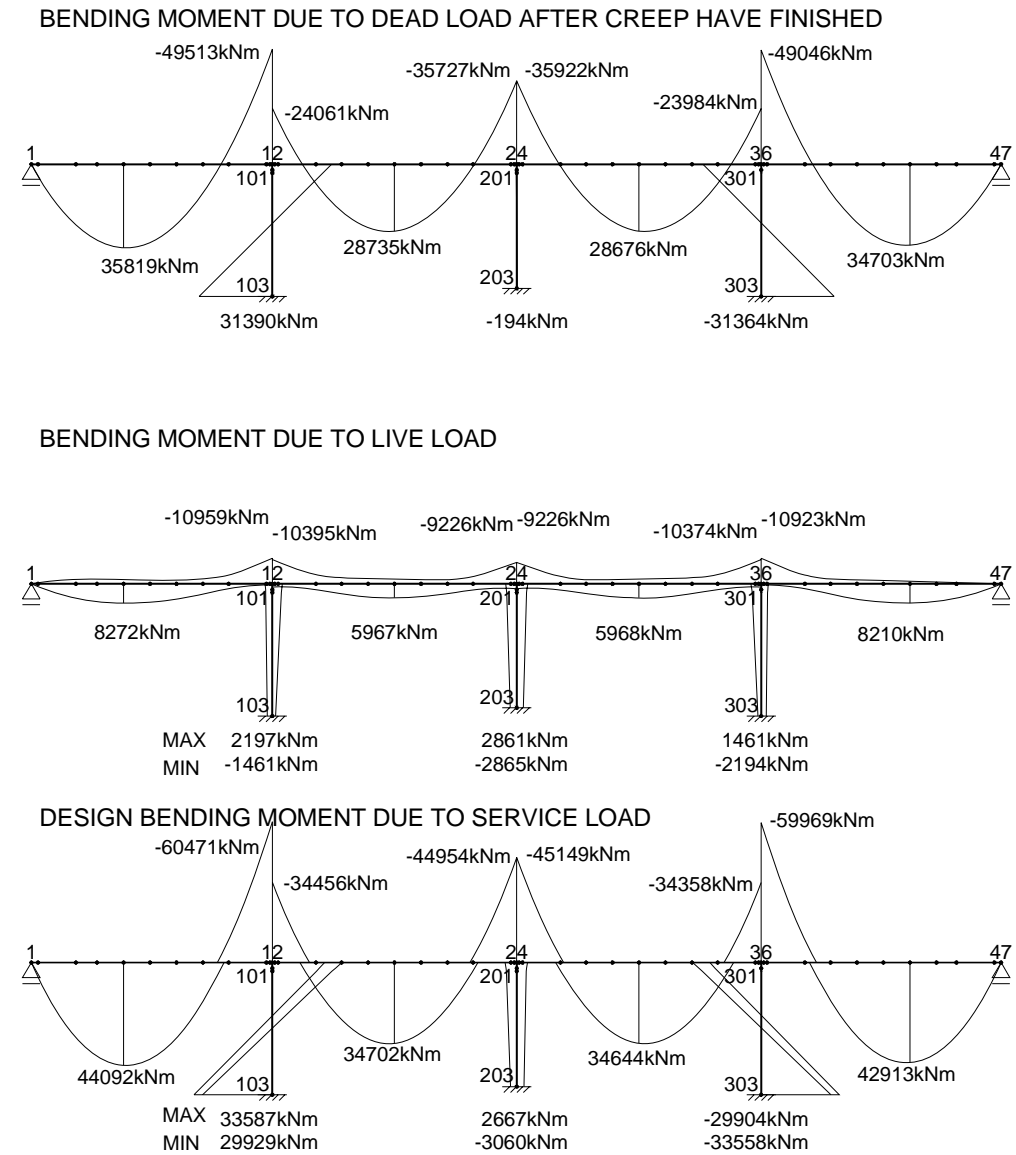 BENDING MOMENT DUE TO DEAD LOAD AFTER CREEP HAVE FINISHED
-49513kNm
-49046kNm
-35727kNm -35922kNm
-24061kNm
-23984kNm
1 12 24 36 47
101 201 301
28735kNm
28676kNm
35819kNm
34703kNm
103 203 303
31390kNm -194kNm -31364kNm
BENDING MOMENT DUE TO LIVE LOAD
-10959kNm
-10395kNm
-9226kNm -9226kNm
-10374kNm
-10923kNm
1 12 24 36 47
101 201 301
8272kNm 5967kNm 5968kNm 8210kNm
103 203 303
MAX 2197kNm 2861kNm 1461kNm
MIN -1461kNm -2865kNm -2194kNm
DESIGN BENDING MOMENT DUE TO SERVICE LOAD
-60471kNm
-59969kNm
-44954kNm -45149kNm
-34456kNm
-34358kNm
1 12 24 36 47
101 201 301
34702kNm
34644kNm
44092kNm
42913kNm
103 203 303
MAX 33587kNm 2667kNm -29904kNm
MIN 29929kNm -3060kNm -33558kNm